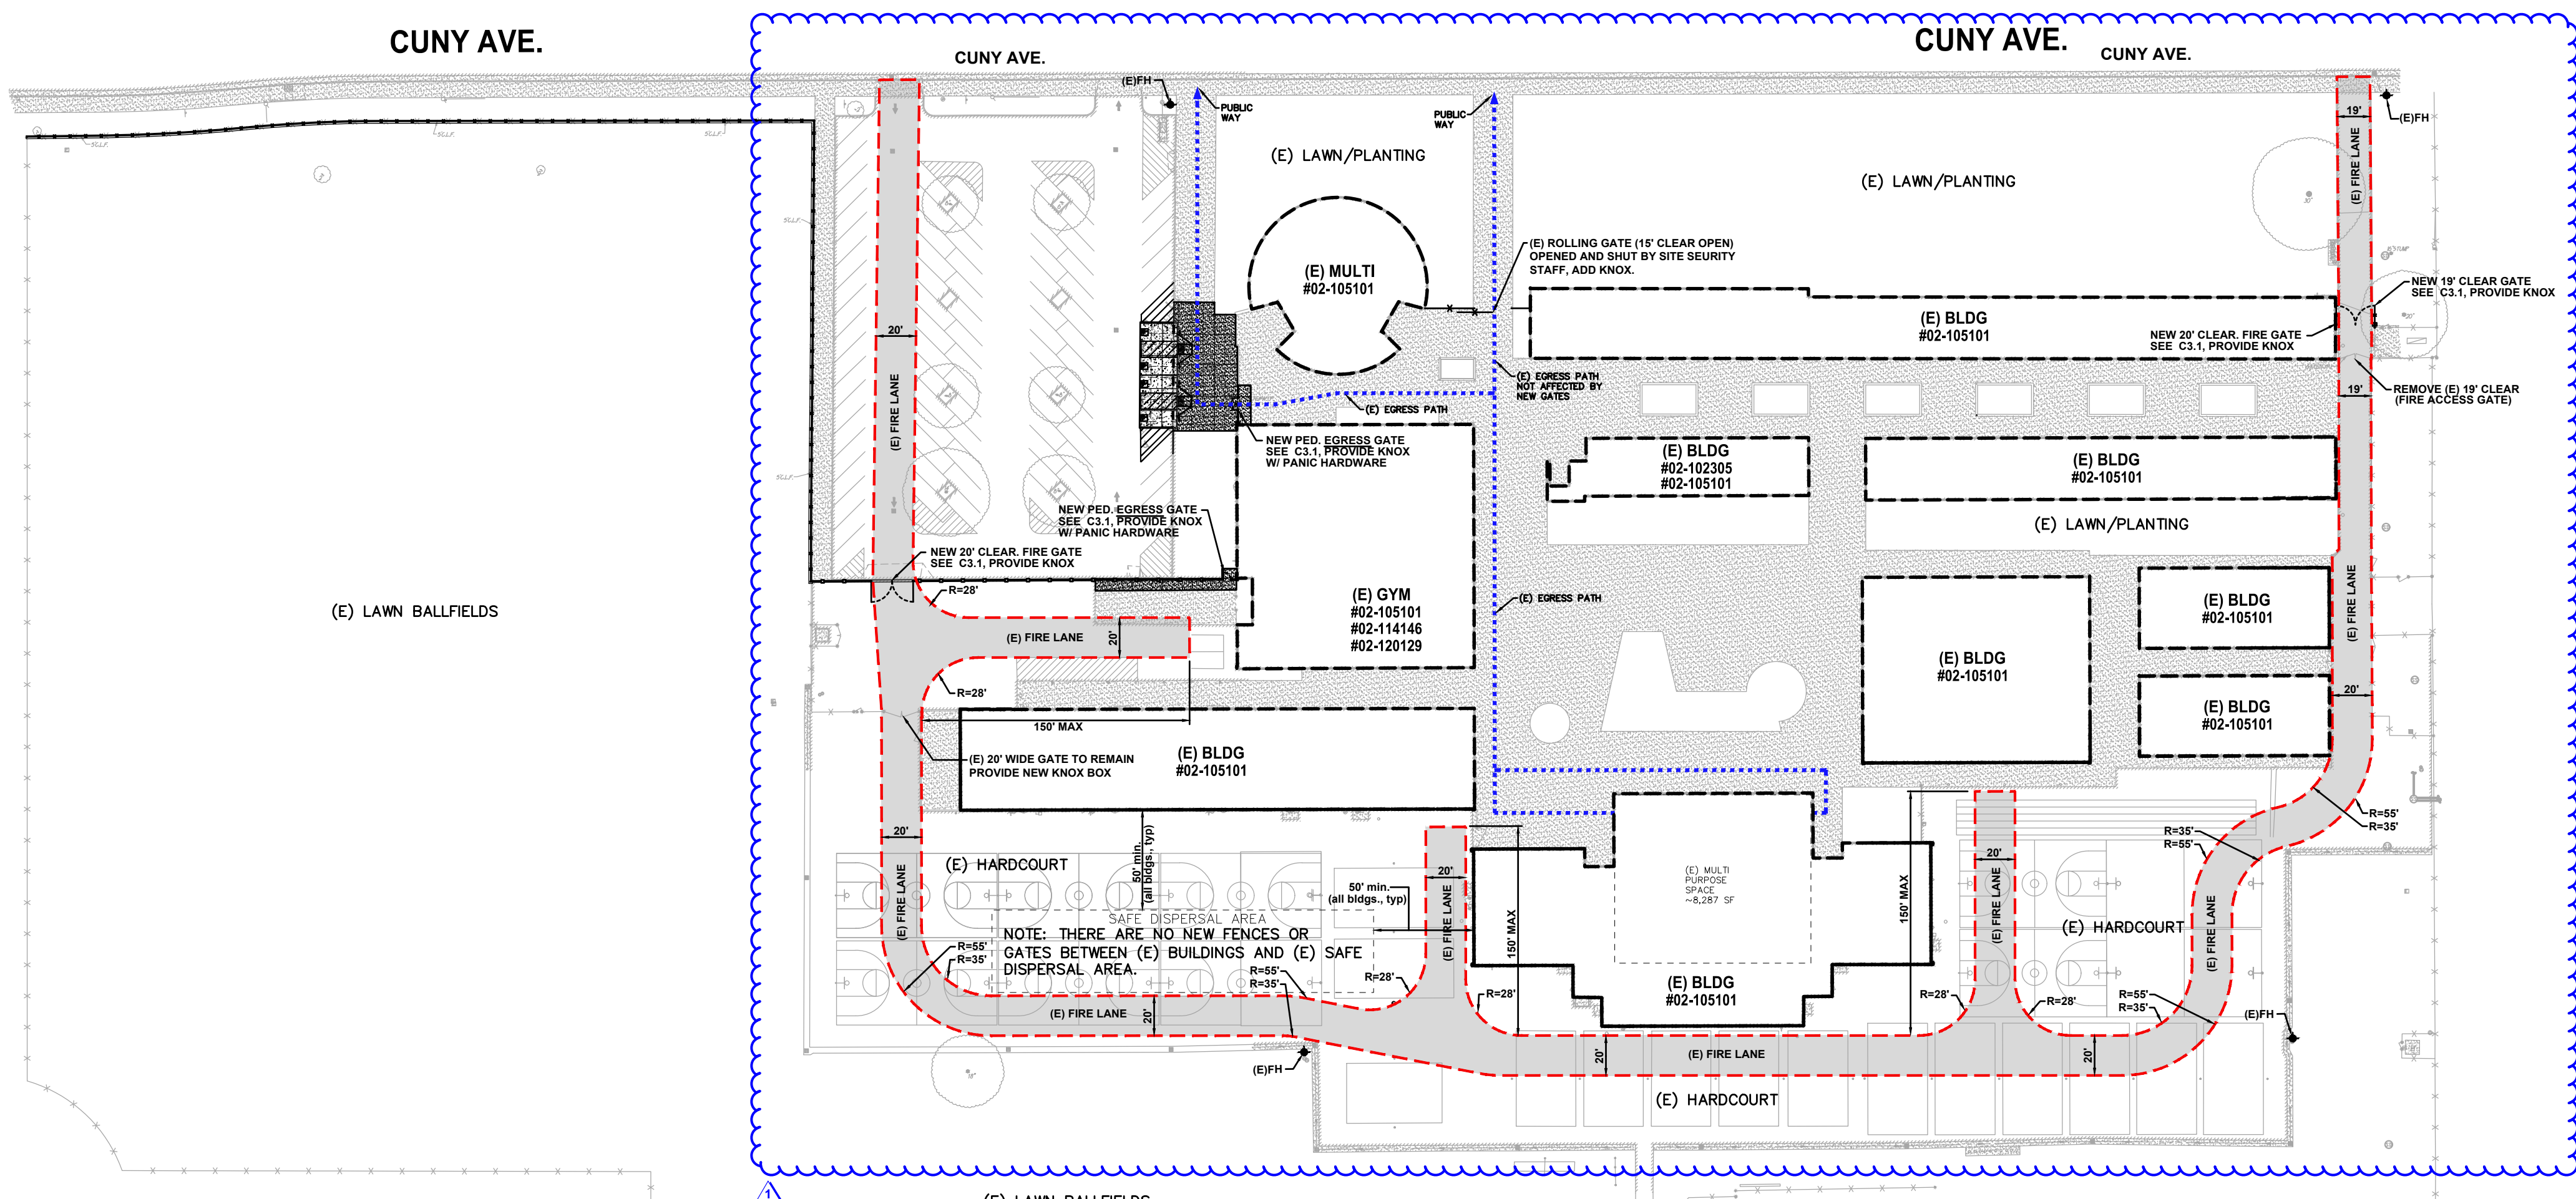 CUNY AVE.
CUNY AVE.
CUNY AVE.
CUNY AVE.
(E)FH
PUBLIC
WAY
PUBLIC
WAY
19'
(E)FH
(E) FIRE LANE
5'C.L.F.
5'C.L.F.
5'C.L.F.
5'C.L.F.
5'C.L.F.
(E) LAWN/PLANTING
(E) LAWN/PLANTING
30"
(E) ROLLING GATE (15' CLEAR OPEN)
OPENED AND SHUT BY SITE SEURITY
STAFF, ADD KNOX.
(E) MULTI
#02-105101
NEW 19' CLEAR GATE
SEE C3.1, PROVIDE KNOX
(E) BLDG
#02-105101
NEW 20' CLEAR. FIRE GATE
SEE C3.1, PROVIDE KNOX
20'
(E) FIRE LANE
(E) EGRESS PATH
NOT AFFECTED BY
NEW GATES
REMOVE (E) 19' CLEAR
(FIRE ACCESS GATE)
19'
(E) EGRESS PATH
NEW PED. EGRESS GATE
SEE C3.1, PROVIDE KNOX
W/ PANIC HARDWARE
(E) BLDG
#02-102305
#02-105101
(E) BLDG
#02-105101
NEW PED. EGRESS GATE
SEE C3.1, PROVIDE KNOX
W/ PANIC HARDWARE
(E) LAWN/PLANTING
NEW 20' CLEAR. FIRE GATE
SEE C3.1, PROVIDE KNOX
R=28'
(E) LAWN BALLFIELDS
(E) GYM
#02-105101
#02-114146
#02-120129
(E) EGRESS PATH
(E) BLDG
#02-105101
(E) FIRE LANE
(E) FIRE LANE
20'
(E) BLDG
#02-105101
R=28'
20'
(E) BLDG
#02-105101
150' MAX
(E) 20' WIDE GATE TO REMAIN
PROVIDE NEW KNOX BOX
(E) BLDG
#02-105101
R=55'
R=35'
20'
50' min.
(all bldgs., typ)
R=35'
R=55'
(E) HARDCOURT
(E) FIRE LANE
20'
(E) FIRE LANE
50' min.
(all bldgs., typ)
150' MAX
(E) MULTI
PURPOSE
SPACE
~8,287 SF
150' MAX
20'
(E) FIRE LANE
(E) HARDCOURT
(E) FIRE LANE
SAFE DISPERSAL AREA
NOTE: THERE ARE NO NEW FENCES OR
GATES BETWEEN (E) BUILDINGS AND (E) SAFE
DISPERSAL AREA.
R=55'
R=35'
R=55'
R=35'
R=28'
R=28'
(E) BLDG
#02-105101
R=28'
R=28'
R=55'
R=35'
(E)FH
(E) FIRE LANE
20'
20'
(E) FIRE LANE
20'
(E)FH
18"
(E) HARDCOURT
1
(E) LAWN BALLFIELDS